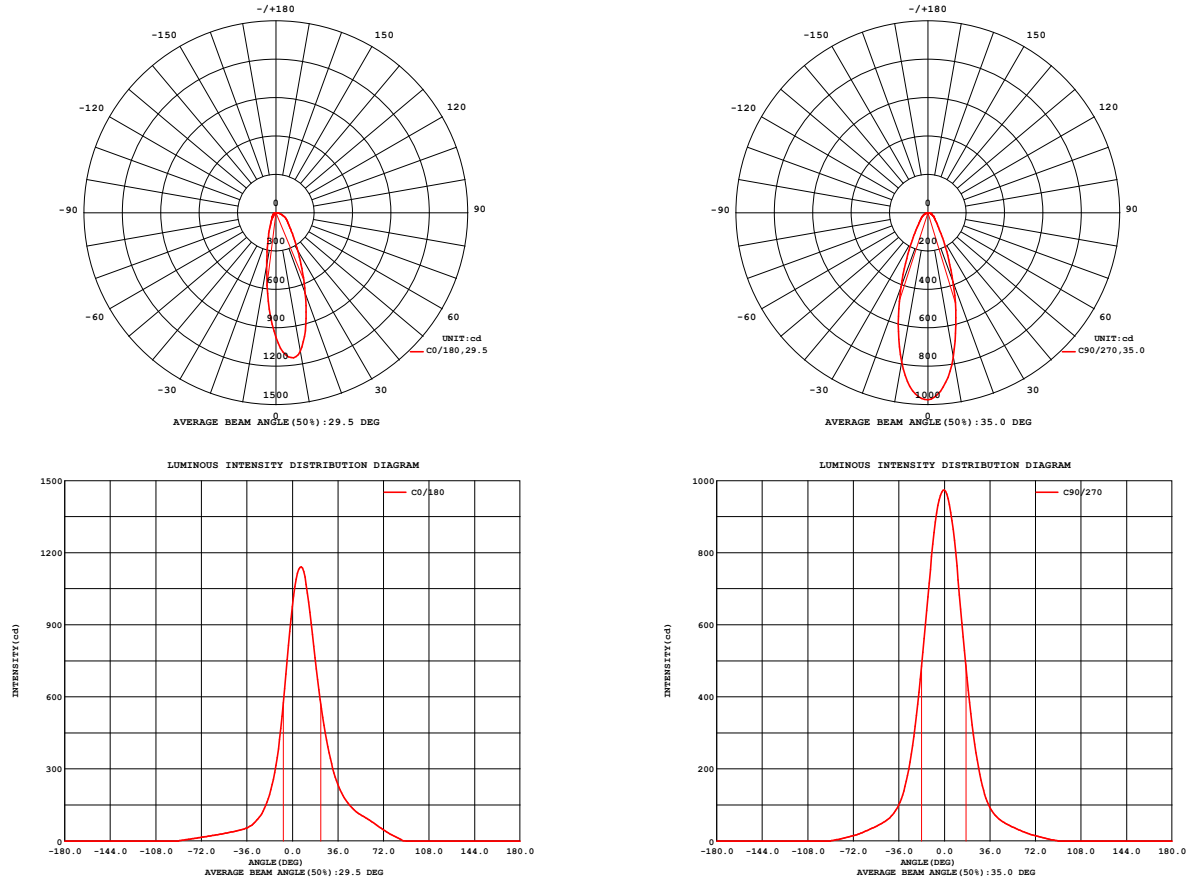 -/+180
-150
150
-120
120
-90
90
-60
60
-30
30
0
0
300
600
900
1200
1500
UNIT:cd
C0/180,29.5
AVERAGE BEAM ANGLE(50%):29.5 DEG
-/+180
-150
150
-120
120
-90
90
-60
60
-30
30
0
0
200
400
600
800
1000
UNIT:cd
C90/270,35.0
AVERAGE BEAM ANGLE(50%):35.0 DEG
LUMINOUS INTENSITY DISTRIBUTION DIAGRAM
C0/180
INTENSITY(cd)
1500
1200
900
600
300
0
-180.0 -144.0 -108.0 -72.0 -36.0 0.0 36.0 72.0 108.0 144.0 180.0
ANGLE(DEG)
AVERAGE BEAM ANGLE(50%):29.5 DEG
LUMINOUS INTENSITY DISTRIBUTION DIAGRAM
C90/270
INTENSITY(cd)
1000
800
600
400
200
0
-180.0 -144.0 -108.0 -72.0 -36.0 0.0 36.0 72.0 108.0 144.0 180.0
ANGLE(DEG)
AVERAGE BEAM ANGLE(50%):35.0 DEG